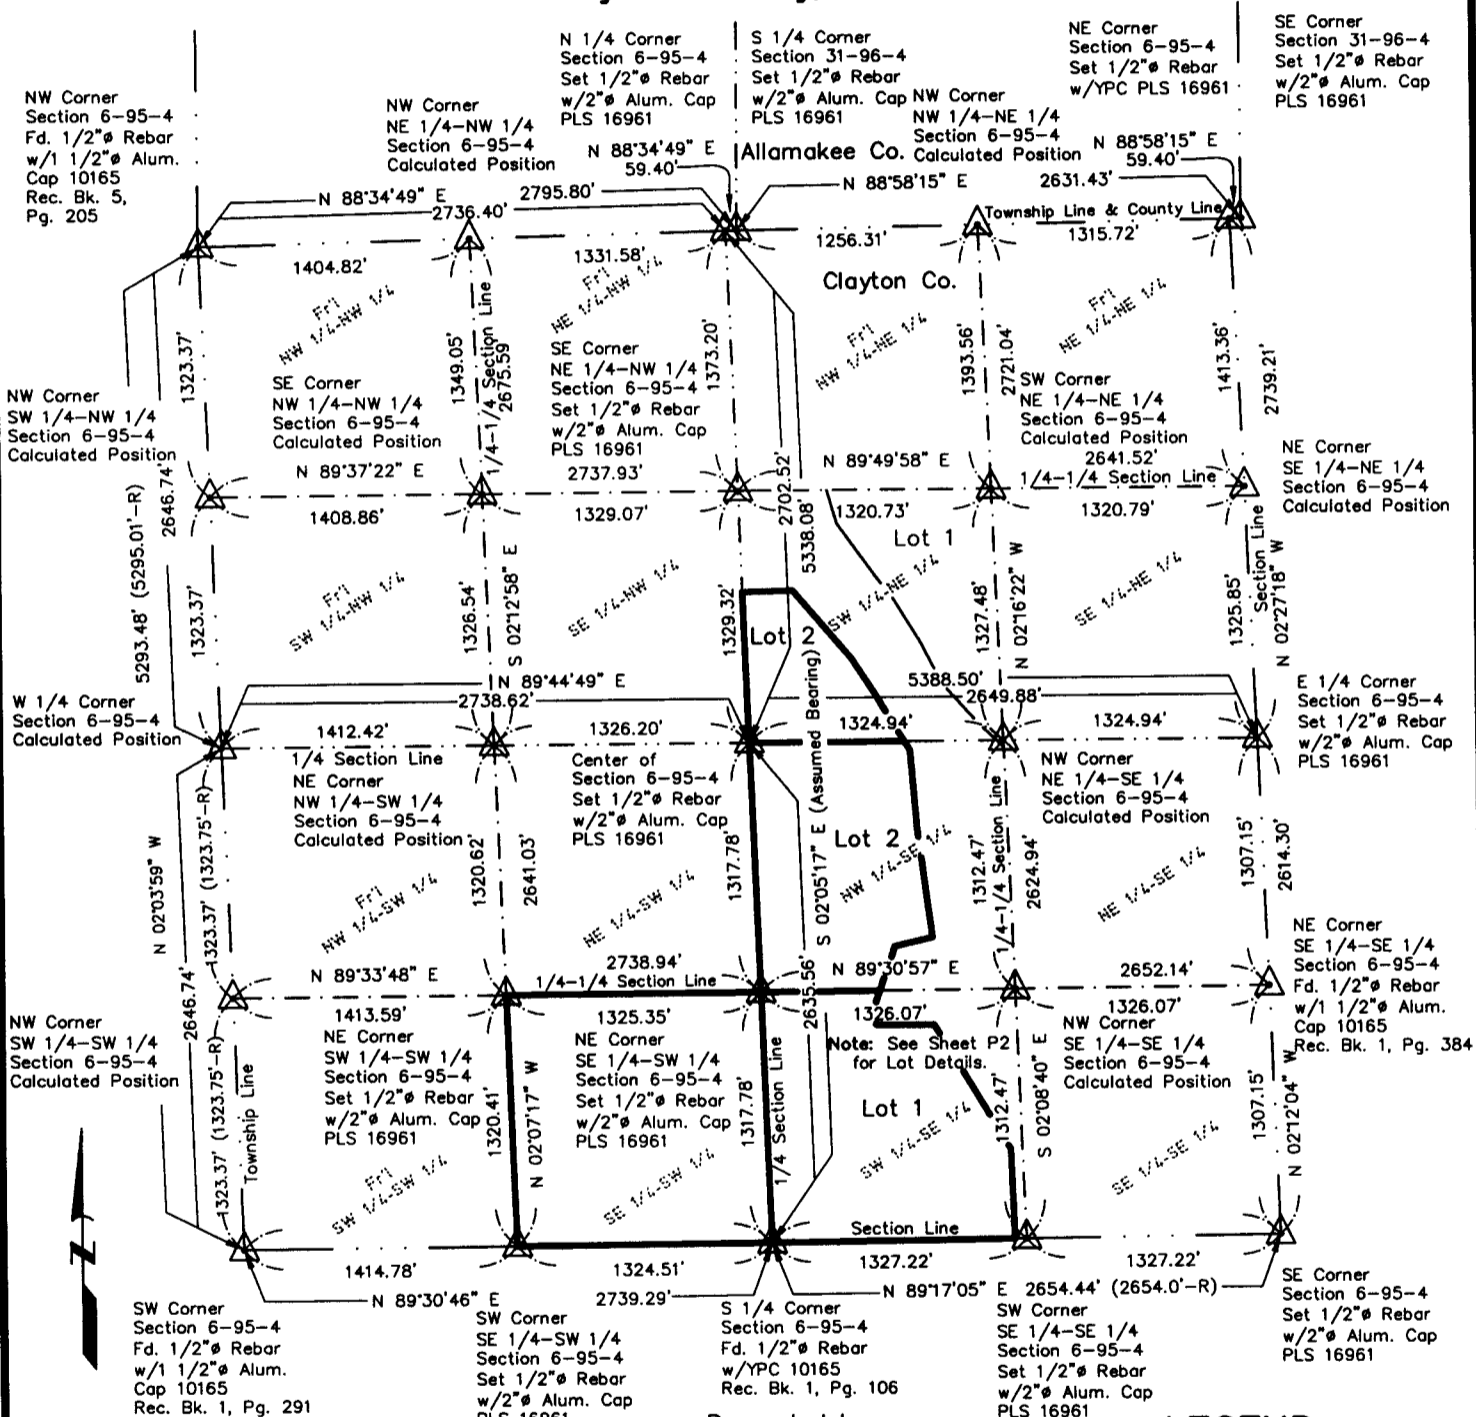 N 1/4 Corner
Section 6-95-4
Set 1/2"ø Rebar
w/2"ø Alum. Cap
PLS 16961
S 1/4 Corner
Section 31-96-4
Set 1/2"ø Rebar
w/2"ø Alum. Cap
PLS 16961
NE Corner
Section 6-95-4
Set 1/2"ø Rebar
w/YPC PLS 16961
SE Corner
Section 31-96-4
Set 1/2"ø Rebar
w/2"ø Alum. Cap
PLS 16961
NW Corner
Section 6-95-4
Fd. 1/2"ø Rebar
w/1 1/2"ø Alum.
Cap 10165
Rec. Bk. 5,
Pg. 205
NW Corner
NE 1/4-NW 1/4
Section 6-95-4
Calculated Position
NW Corner
NW 1/4-NE 1/4
Section 6-95-4
Calculated Position
N 88°34'49" E
59.40'
Allamakee Co.
N 88°58'15" E
59.40'
N 88°34'49" E
2795.80'
2736.40'
N 88°58'15" E
2631.43'
Township Line & County Line
1404.82'
1331.58'
1256.31'
1315.72'
Clayton Co.
Fr'l
NW 1/4-NW 1/4
Fr'l
NE 1/4-NW 1/4
Fr'l
NW 1/4-NE 1/4
Fr'l
NE 1/4-NE 1/4
1323.37'
1349.05'
1/4-1/4 Section Line
2675.59'
1373.20'
1393.56'
2721.04'
1413.36'
2739.21'
NW Corner
SW 1/4-NW 1/4
Section 6-95-4
Calculated Position
SE Corner
NW 1/4-NW 1/4
Section 6-95-4
Calculated Position
SE Corner
NE 1/4-NW 1/4
Section 6-95-4
Set 1/2"ø Rebar
w/2"ø Alum. Cap
PLS 16961
SW Corner
NE 1/4-NE 1/4
Section 6-95-4
Calculated Position
NE Corner
SE 1/4-NE 1/4
Section 6-95-4
Calculated Position
N 89°37'22" E
2737.93'
N 89°49'58" E
2641.52'
1/4-1/4 Section Line
1408.86'
1329.07'
1320.73'
1320.79'
5293.48' (5295.01'-R)
2646.74'
2702.52'
5338.08'
Lot 1
Fr'l
SW 1/4-NW 1/4
SE 1/4-NW 1/4
SW 1/4-NE 1/4
SE 1/4-NE 1/4
1323.37'
1326.54'
S 02°12'58" E
1329.32'
Lot 2
1327.48'
N 02°16'22" W
1325.85'
Section Line
N 02°27'18" W
W 1/4 Corner
Section 6-95-4
Calculated Position
N 89°44'49" E
2738.62'
5388.50'
2649.88'
1412.42'
1326.20'
1324.94'
1324.94'
E 1/4 Corner
Section 6-95-4
Set 1/2"ø Rebar
w/2"ø Alum. Cap
PLS 16961
1/4 Section Line
NE Corner
NW 1/4-SW 1/4
Section 6-95-4
Calculated Position
Center of
Section 6-95-4
Set 1/2"ø Rebar
w/2"ø Alum. Cap
PLS 16961
NW Corner
NE 1/4-SE 1/4
Section 6-95-4
Calculated Position
N 02°03'59" W
1323.37' (1323.75'-R)
1320.62'
2641.03'
1317.78'
S 02°05'17" E (Assumed Bearing)
Lot 2
1312.47'
1/4-1/4 Section Line
2624.94'
1307.15'
2614.30'
Fr'l
NW 1/4-SW 1/4
NE 1/4-SW 1/4
NW 1/4-SE 1/4
NE 1/4-SE 1/4
NE Corner
SE 1/4-SE 1/4
Section 6-95-4
Fd. 1/2"ø Rebar
w/1 1/2"ø Alum.
Cap 10165
Rec. Bk. 1, Pg. 384
N 89°33'48" E
2738.94'
1/4-1/4 Section Line
N 89°30'57" E
2652.14'
1413.59'
1325.35'
1326.07'
1326.07'
2646.74'
2635.56'
NW Corner
SW 1/4-SW 1/4
Section 6-95-4
Calculated Position
NE Corner
SW 1/4-SW 1/4
Section 6-95-4
Set 1/2"ø Rebar
w/2"ø Alum. Cap
PLS 16961
NE Corner
SE 1/4-SW 1/4
Section 6-95-4
Set 1/2"ø Rebar
w/2"ø Alum. Cap
PLS 16961
Note: See Sheet P2
for Lot Details.
NW Corner
SE 1/4-SE 1/4
Section 6-95-4
Calculated Position
1323.37' (1323.75'-R)
Township Line
1320.41'
N 02°07'17" W
1317.78'
1/4 Section Line
Lot 1
1312.47'
S 02°08'40" E
1307.15'
N 02°12'04" W
Fr'l
SW 1/4-SW 1/4
SE 1/4-SW 1/4
SW 1/4-SE 1/4
SE 1/4-SE 1/4
Section Line
1414.78'
1324.51'
1327.22'
1327.22'
N 89°30'46" E
2739.29'
N 89°17'05" E
2654.44' (2654.0'-R)
N
SW Corner
Section 6-95-4
Fd. 1/2"ø Rebar
w/1 1/2"ø Alum.
Cap 10165
Rec. Bk. 1, Pg. 291
SW Corner
SE 1/4-SW 1/4
Section 6-95-4
Set 1/2"ø Rebar
w/2"ø Alum. Cap
PLS 16961
S 1/4 Corner
Section 6-95-4
Fd. 1/2"ø Rebar
w/YPC 10165
Rec. Bk. 1, Pg. 106
SW Corner
SE 1/4-SE 1/4
Section 6-95-4
Set 1/2"ø Rebar
w/2"ø Alum. Cap
PLS 16961
SE Corner
Section 6-95-4
Set 1/2"ø Rebar
w/2"ø Alum. Cap
PLS 16961
LEGEND